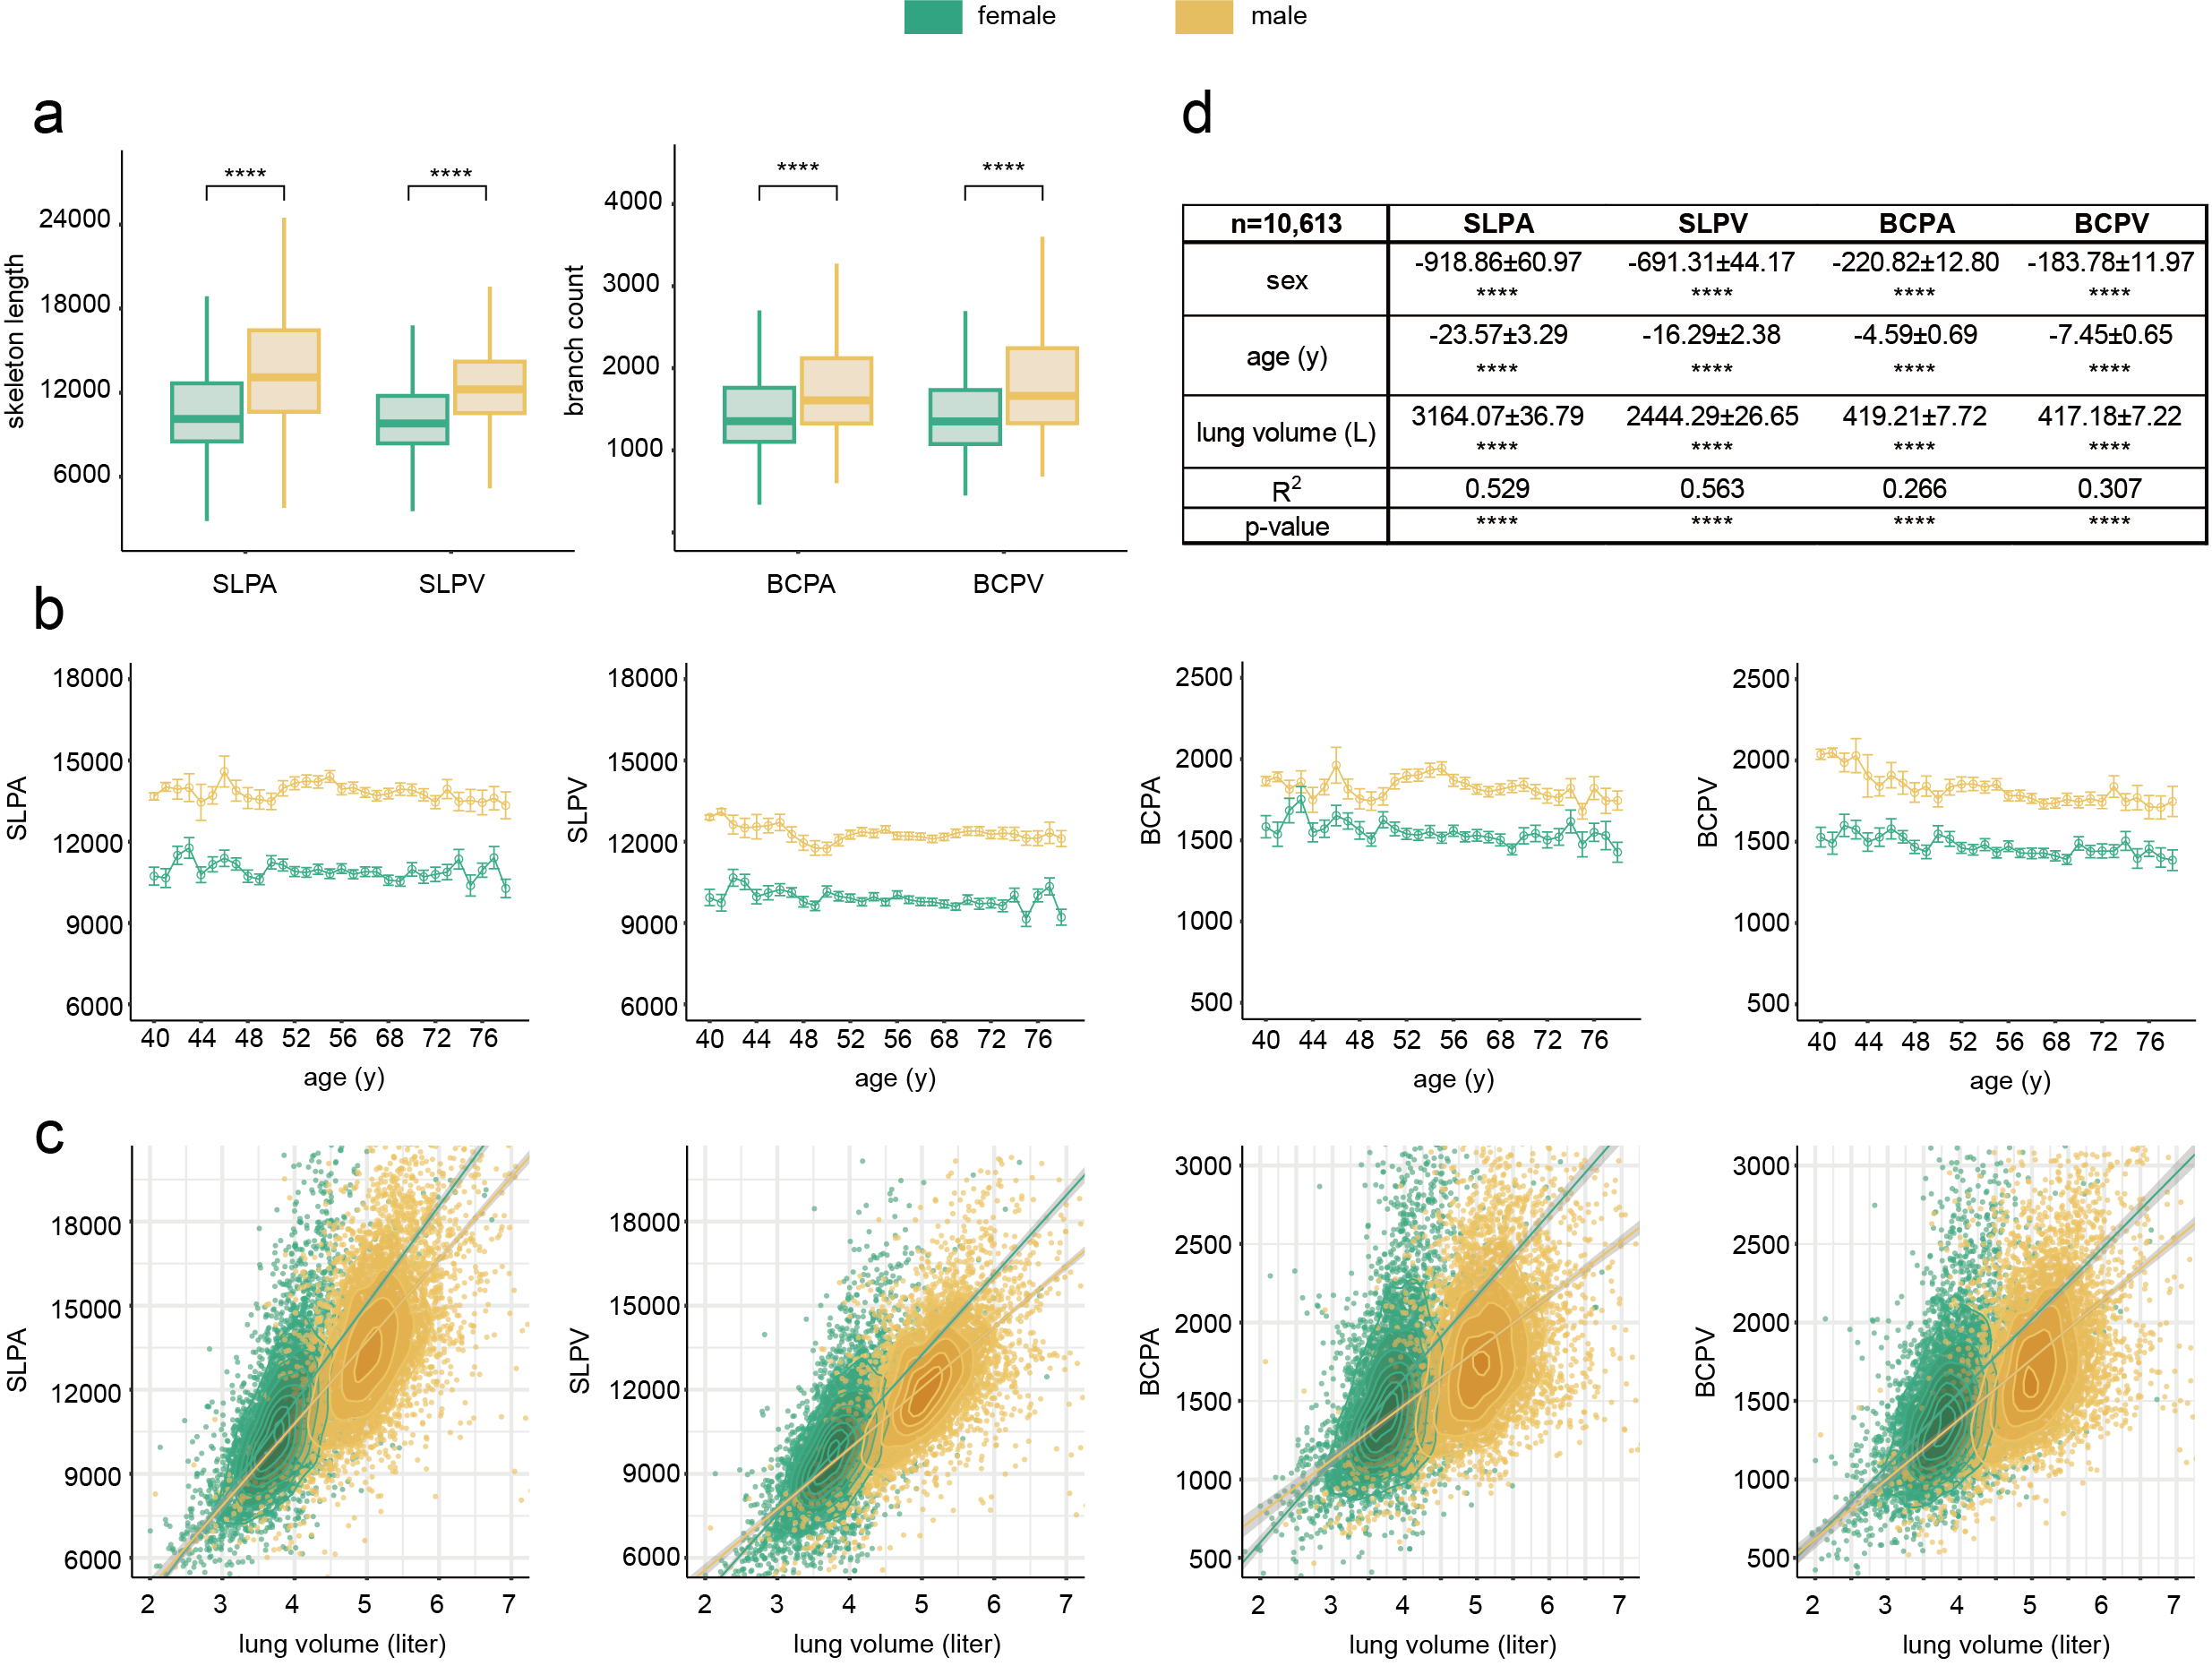 female male
a
skeleton length
24000
18000
12000
6000
**** ****
SLPA SLPV
branch count
4000
3000
2000
1000
**** ****
BCPA BCPV
d
n=10,613 SLPA SLPV BCPA BCPV
sex -918.86±60.97 -691.31±44.17 -220.82±12.80 -183.78±11.97
**** **** **** ****
age (y) -23.57±3.29 -16.29±2.38 -4.59±0.69 -7.45±0.65
**** **** **** ****
lung volume (L) 3164.07±36.79 2444.29±26.65 419.21±7.72 417.18±7.22
**** **** **** ****
R² 0.529 0.563 0.266 0.307
p-value **** **** **** ****
b
SLPA
18000
15000
12000
9000
6000
40 44 48 52 56 68 72 76
age (y)
SLPV
18000
15000
12000
9000
6000
40 44 48 52 56 68 72 76
age (y)
BCPA
2500
2000
1500
1000
500
40 44 48 52 56 68 72 76
age (y)
BCPV
2500
2000
1500
1000
500
40 44 48 52 56 68 72 76
age (y)
c
SLPA
18000
15000
12000
9000
6000
2 3 4 5 6 7
lung volume (liter)
SLPV
18000
15000
12000
9000
6000
2 3 4 5 6 7
lung volume (liter)
BCPA
3000
2500
2000
1500
1000
500
2 3 4 5 6 7
lung volume (liter)
BCPV
3000
2500
2000
1500
1000
500
2 3 4 5 6 7
lung volume (liter)